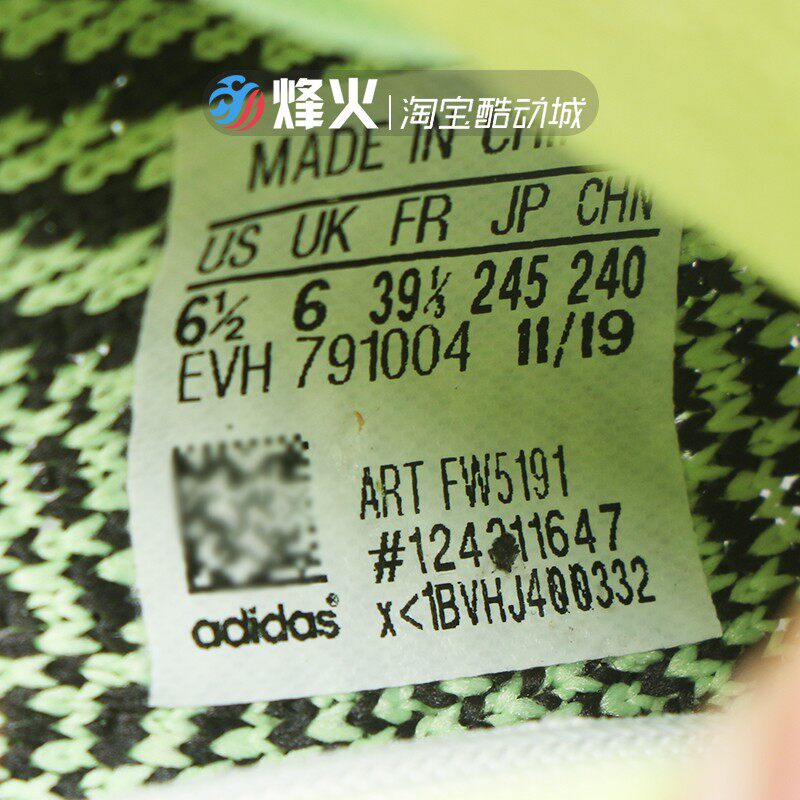 烽火 | 淘宝酷动城
MADE IN
US UK FR JP CHN
6½ 6 39⅓ 245 240
EVH 791004 11/19
ART FW5191
#124211647
x<1BVHJ400332
adidas®